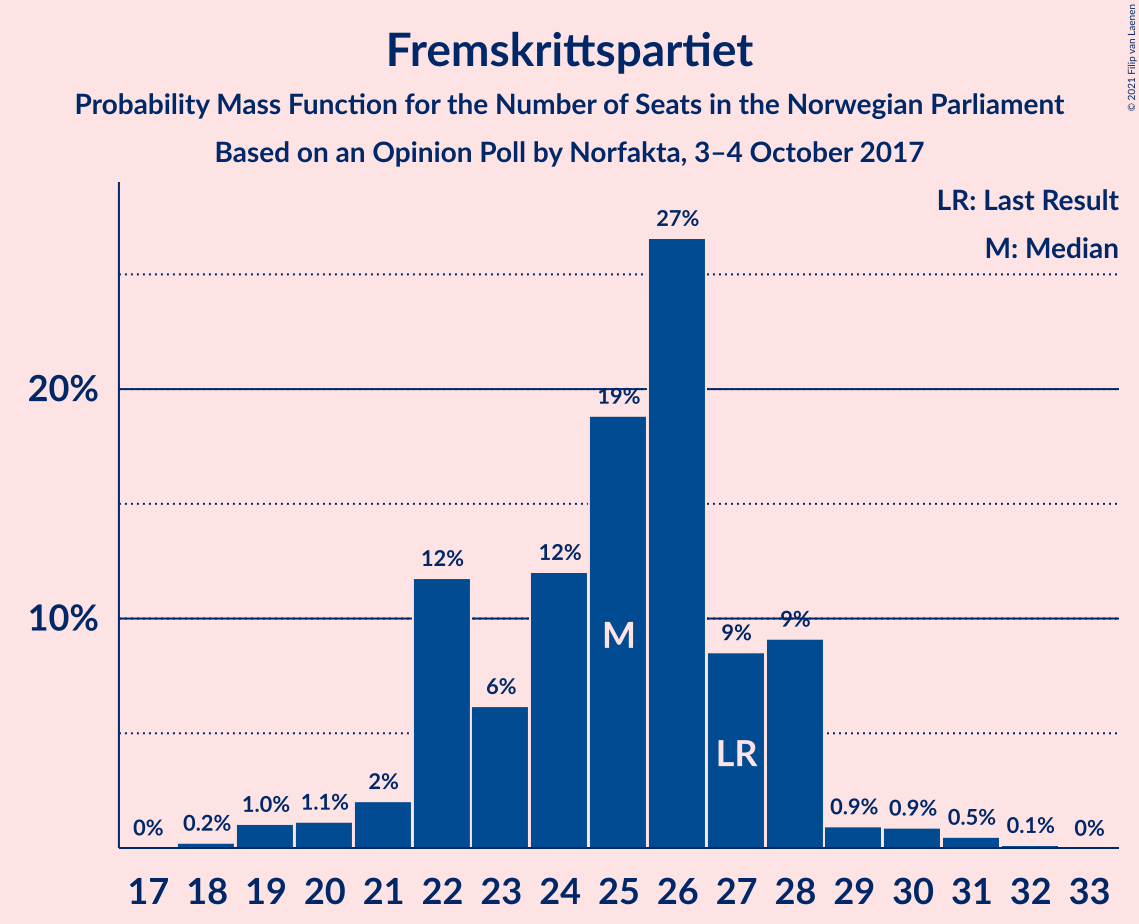 Fremskrittspartiet
Probability Mass Function for the Number of Seats in the Norwegian Parliament
Based on an Opinion Poll by Norfakta, 3–4 October 2017
© 2021 Filip van Laenen
LR: Last Result
M: Median
20%
10%
0%
0.2%
1.0%
1.1%
2%
12%
6%
12%
19%
27%
9%
9%
0.9%
0.9%
0.5%
0.1%
0%
M
LR
17 18 19 20 21 22 23 24 25 26 27 28 29 30 31 32 33